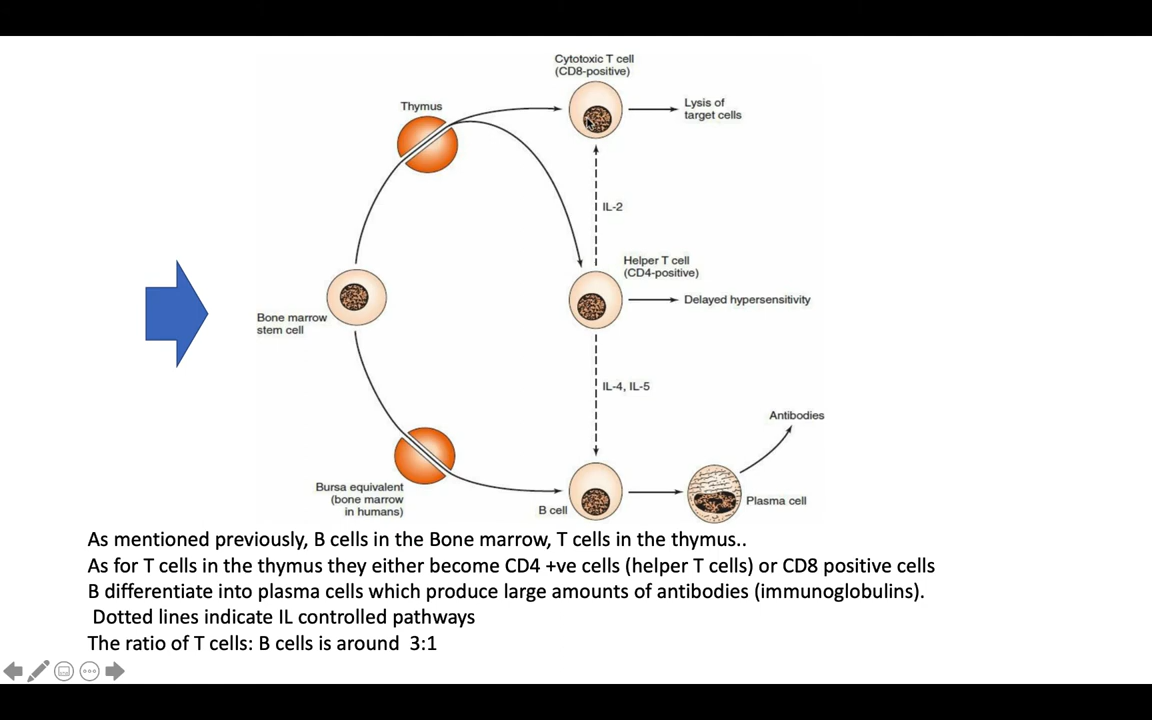 Cytotoxic T cell
(CD8-positive)
Thymus
Lysis of
target cells
IL-2
Helper T cell
(CD4-positive)
Delayed hypersensitivity
Bone marrow
stem cell
IL-4, IL-5
Antibodies
Bursa equivalent
(bone marrow
in humans)
B cell
Plasma cell
As mentioned previously, B cells in the Bone marrow, T cells in the thymus..
As for T cells in the thymus they either become CD4 +ve cells (helper T cells) or CD8 positive cells
B differentiate into plasma cells which produce large amounts of antibodies (immunoglobulins).
Dotted lines indicate IL controlled pathways
The ratio of T cells: B cells is around 3:1